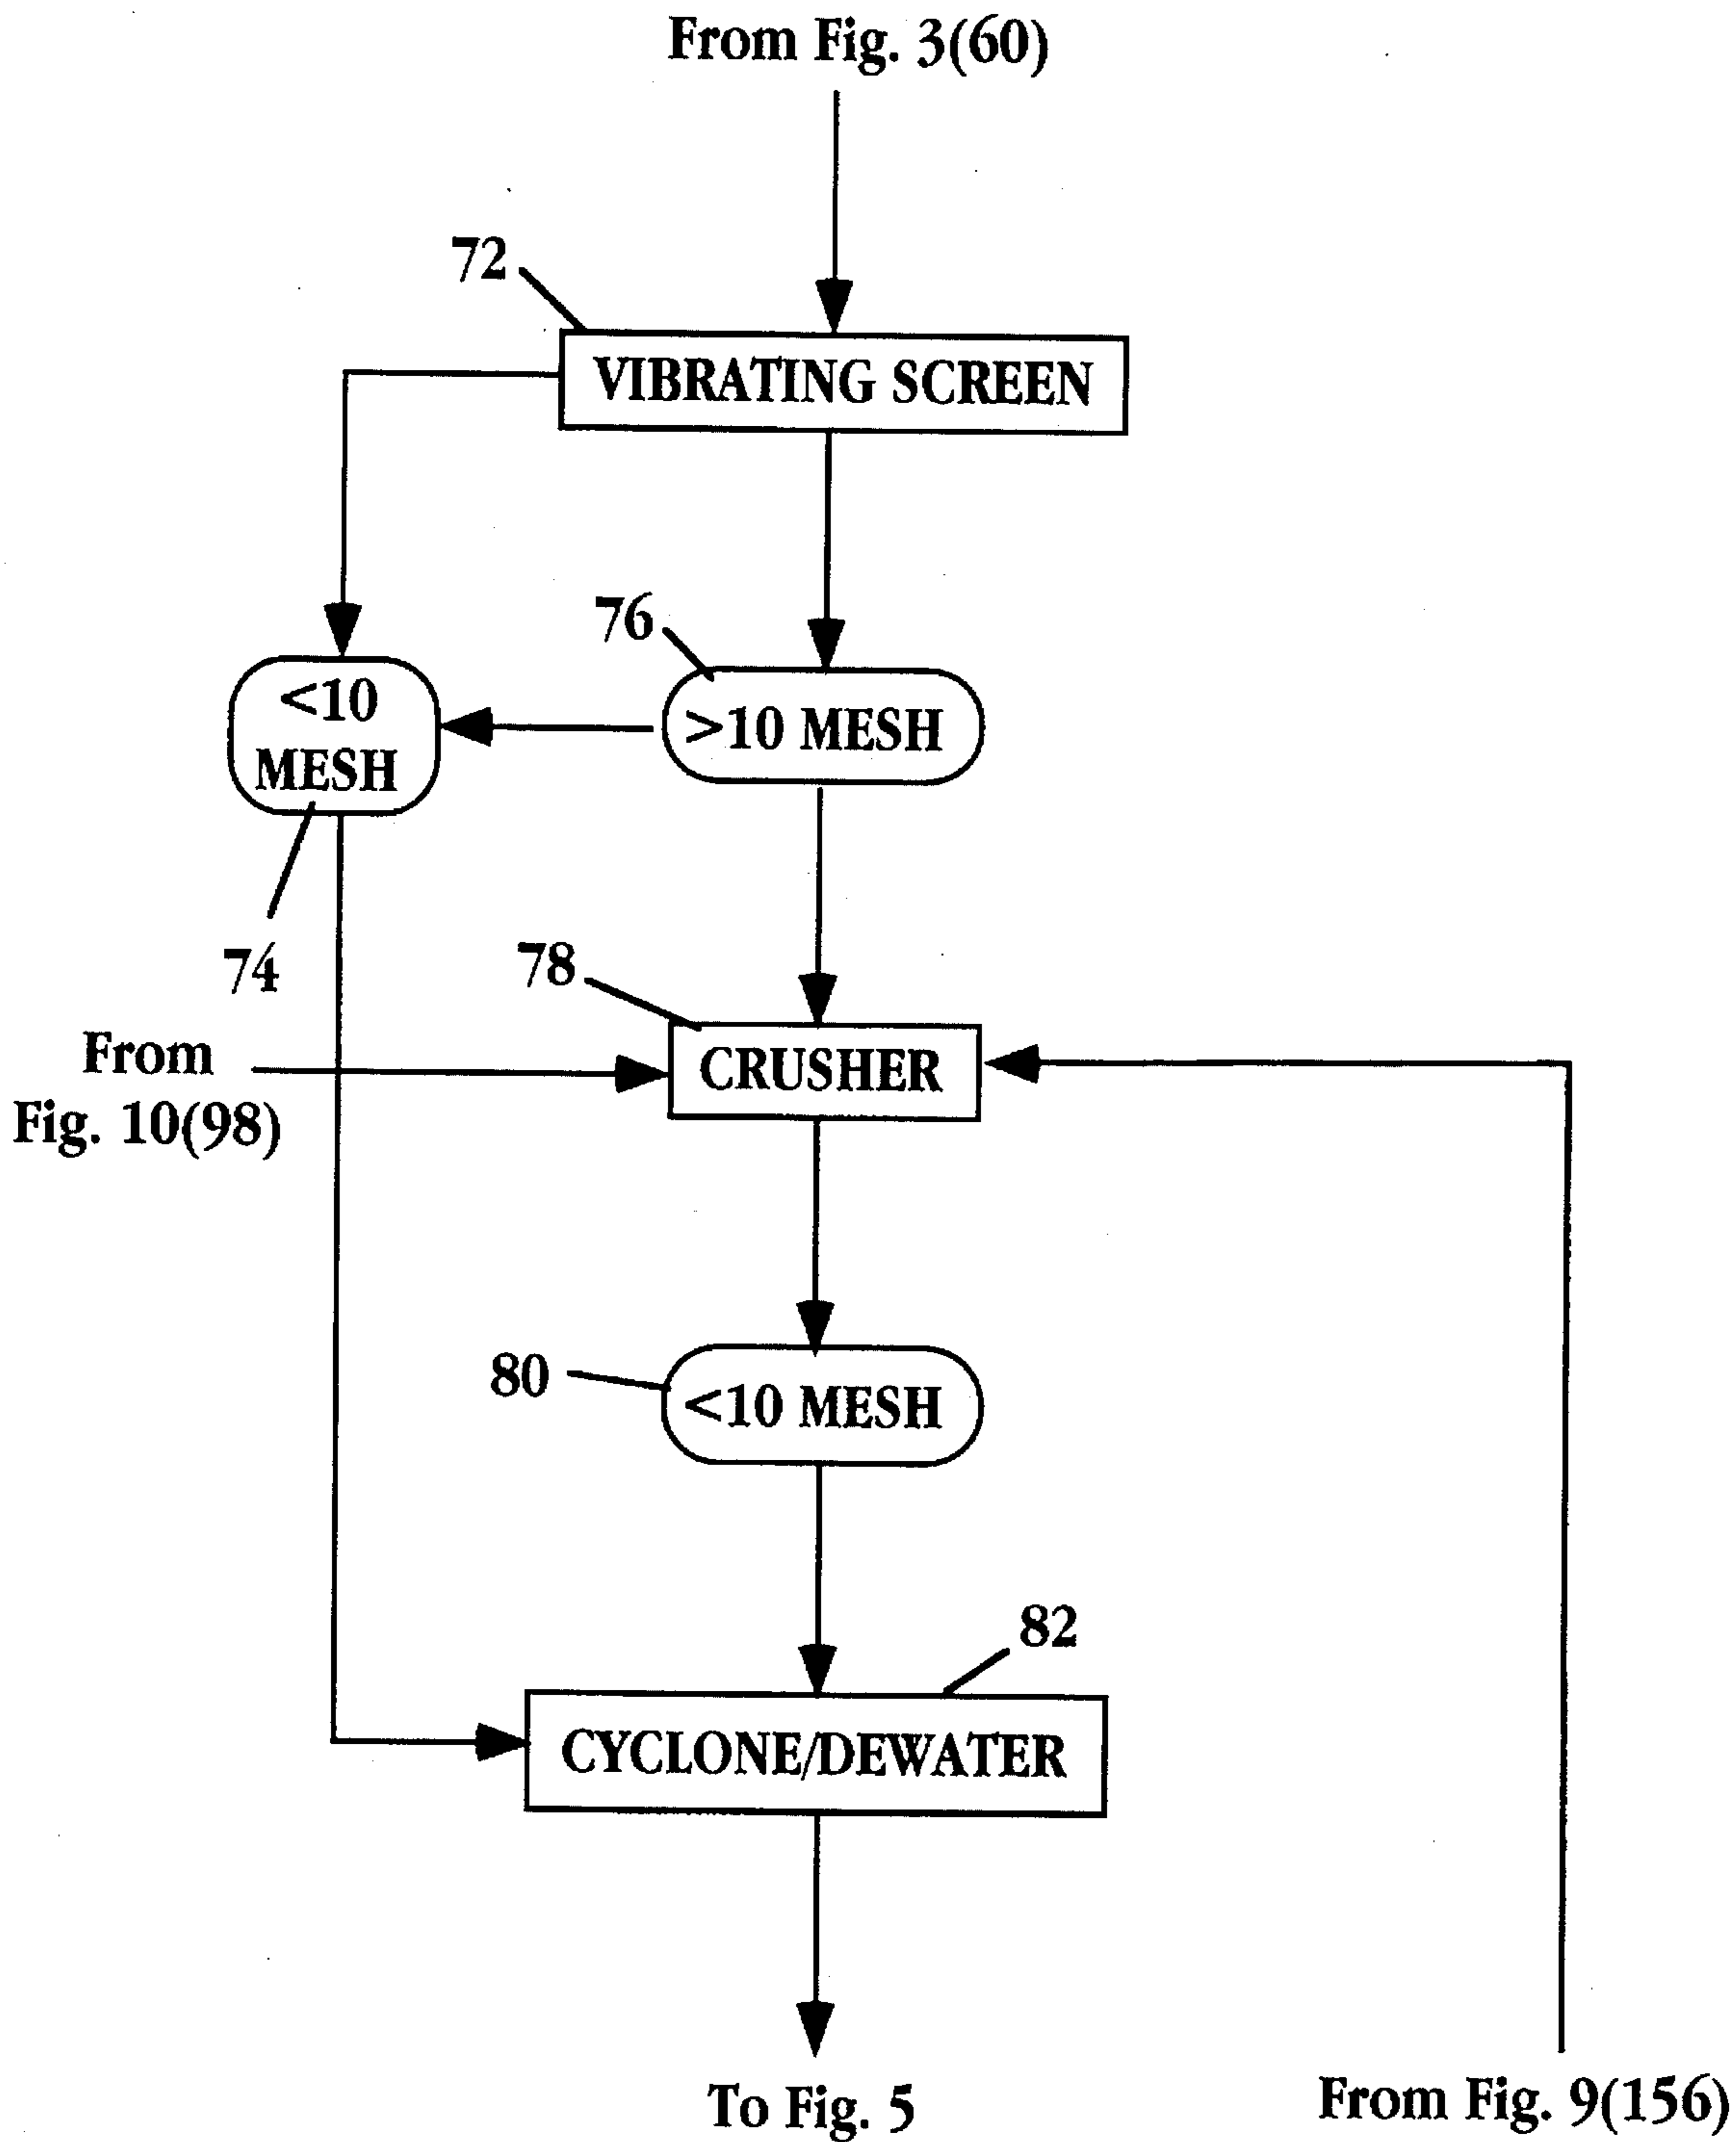 From Fig. 3(60)
72
VIBRATING SCREEN
76
<10
MESH
>10 MESH
74
78
From
Fig. 10(98)
CRUSHER
80
<10 MESH
82
CYCLONE/DEWATER
To Fig. 5
From Fig. 9(156)